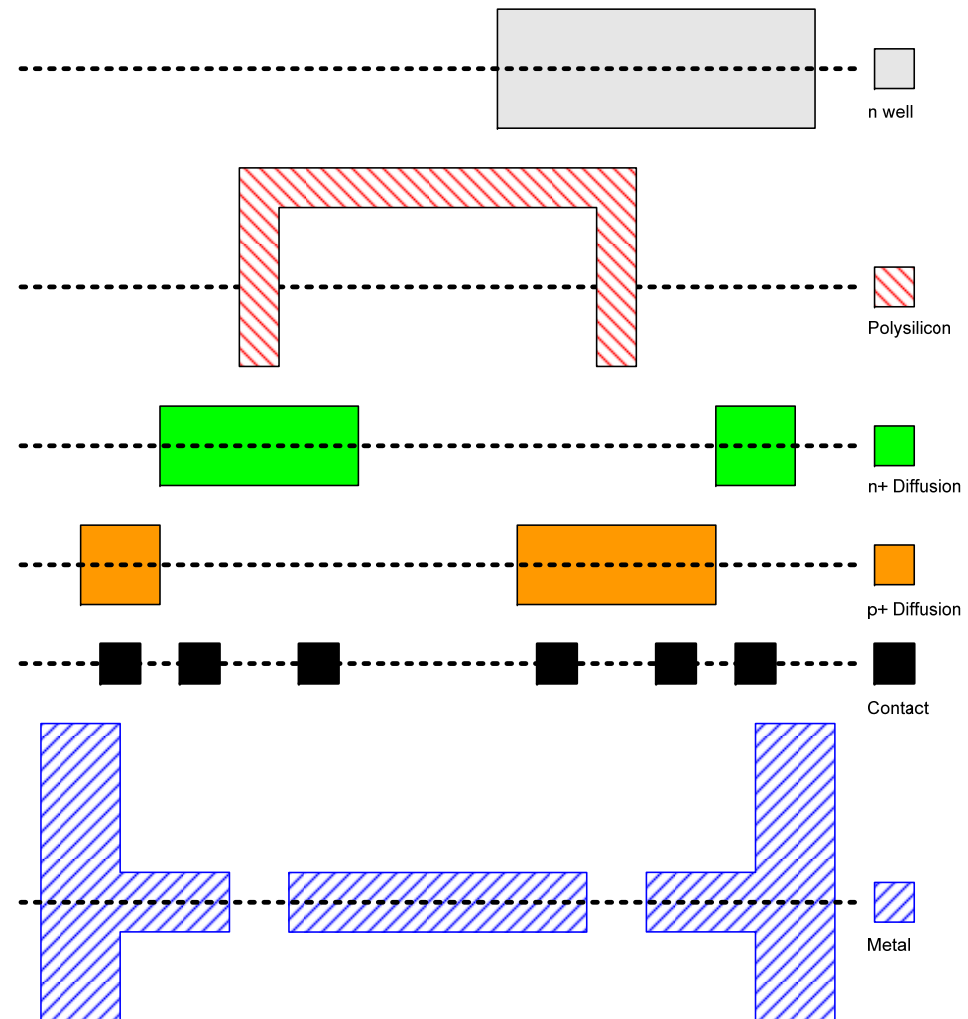 n well
Polysilicon
n+ Diffusion
p+ Diffusion
Contact
Metal